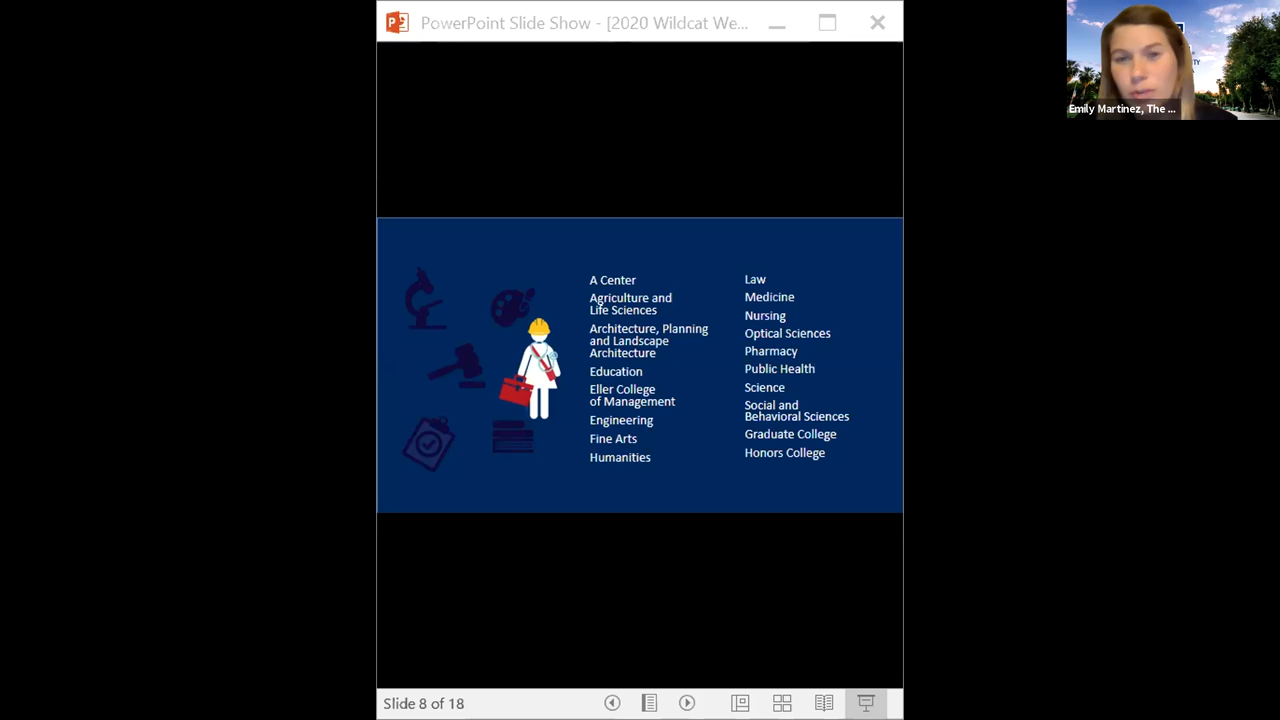 PowerPoint Slide Show - [2020 Wildcat We...
Emily Martinez, The ...
A Center
Agriculture and
Life Sciences
Architecture, Planning
and Landscape
Architecture
Education
Eller College
of Management
Engineering
Fine Arts
Humanities
Law
Medicine
Nursing
Optical Sciences
Pharmacy
Public Health
Science
Social and
Behavioral Sciences
Graduate College
Honors College
Slide 8 of 18